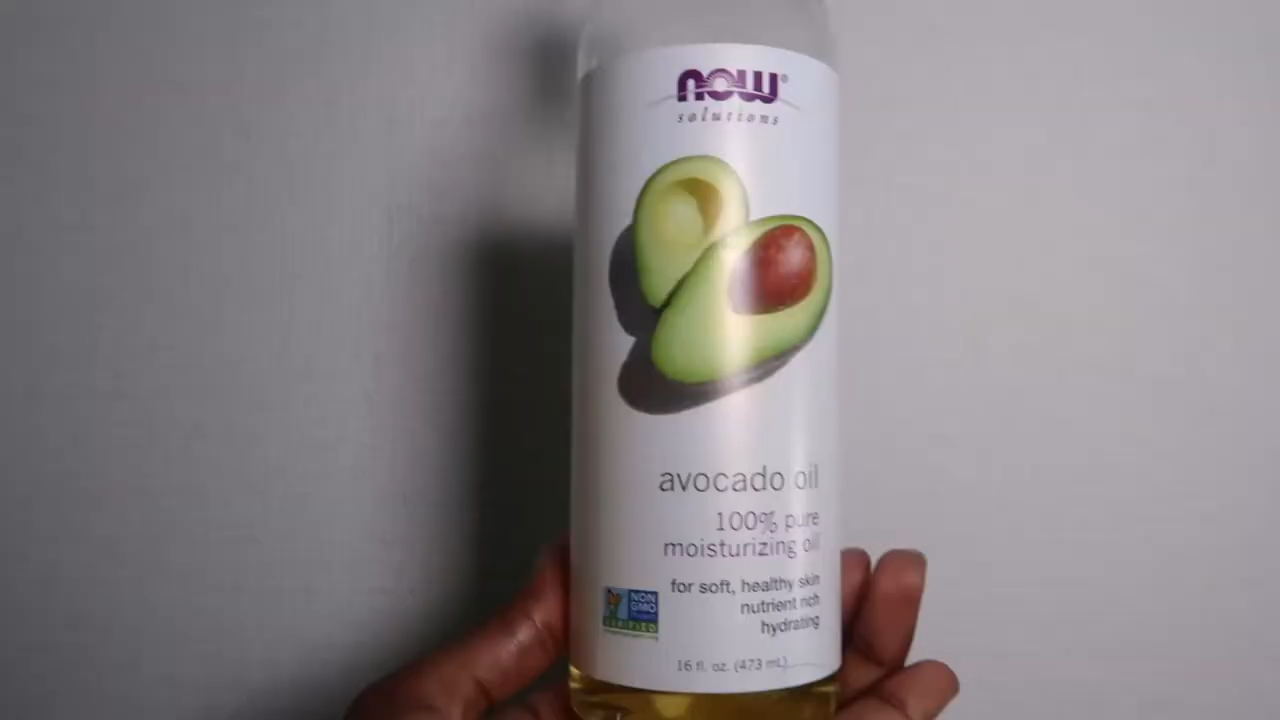 now®
solutions
avocado oil
100% pure
moisturizing oil
for soft, healthy skin
nutrient rich
hydrating
NON
GMO
VERIFIED
16 fl. oz. (473 mL)